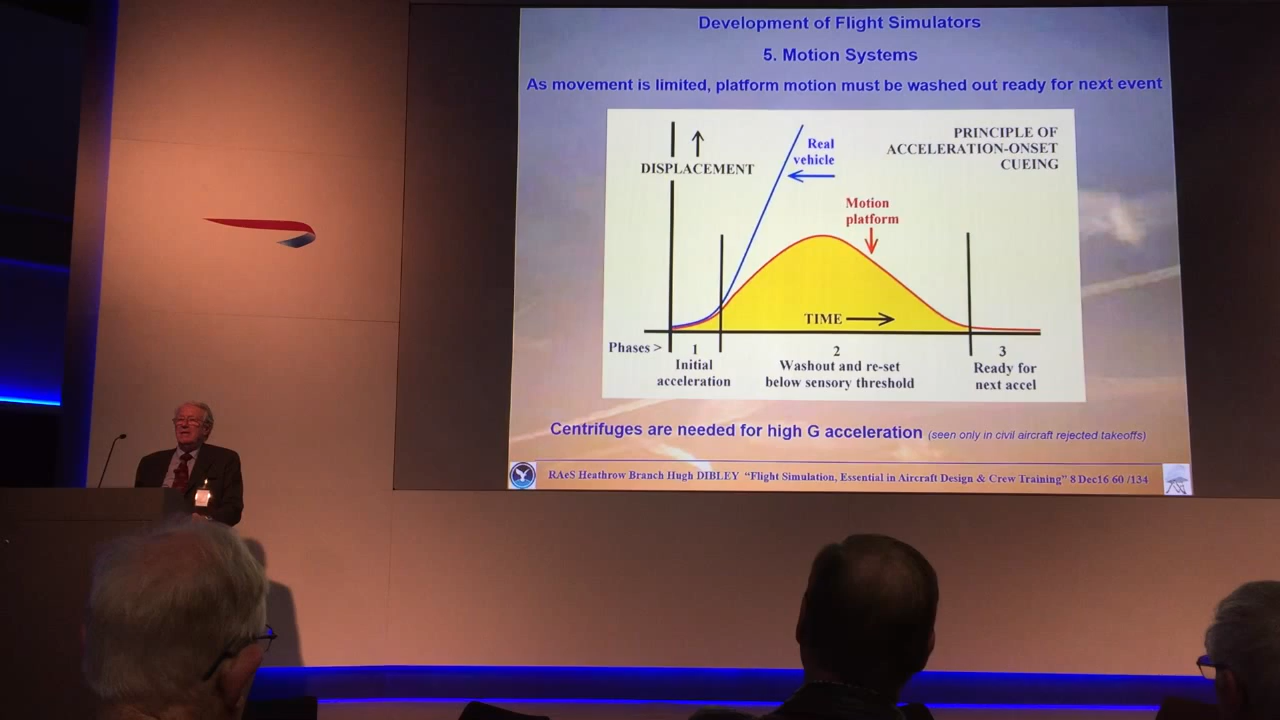 Development of Flight Simulators
5. Motion Systems
As movement is limited, platform motion must be washed out ready for next event
PRINCIPLE OF
ACCELERATION-ONSET
CUEING
Real
vehicle
DISPLACEMENT
Motion
platform
TIME
Phases > 1 2 3
Initial
acceleration
Washout and re-set
below sensory threshold
Ready for
next accel
Centrifuges are needed for high G acceleration (seen only in civil aircraft rejected takeoffs)
RAeS Heathrow Branch Hugh DIBLEY "Flight Simulation, Essential in Aircraft Design & Crew Training" 8 Dec16 60 /134